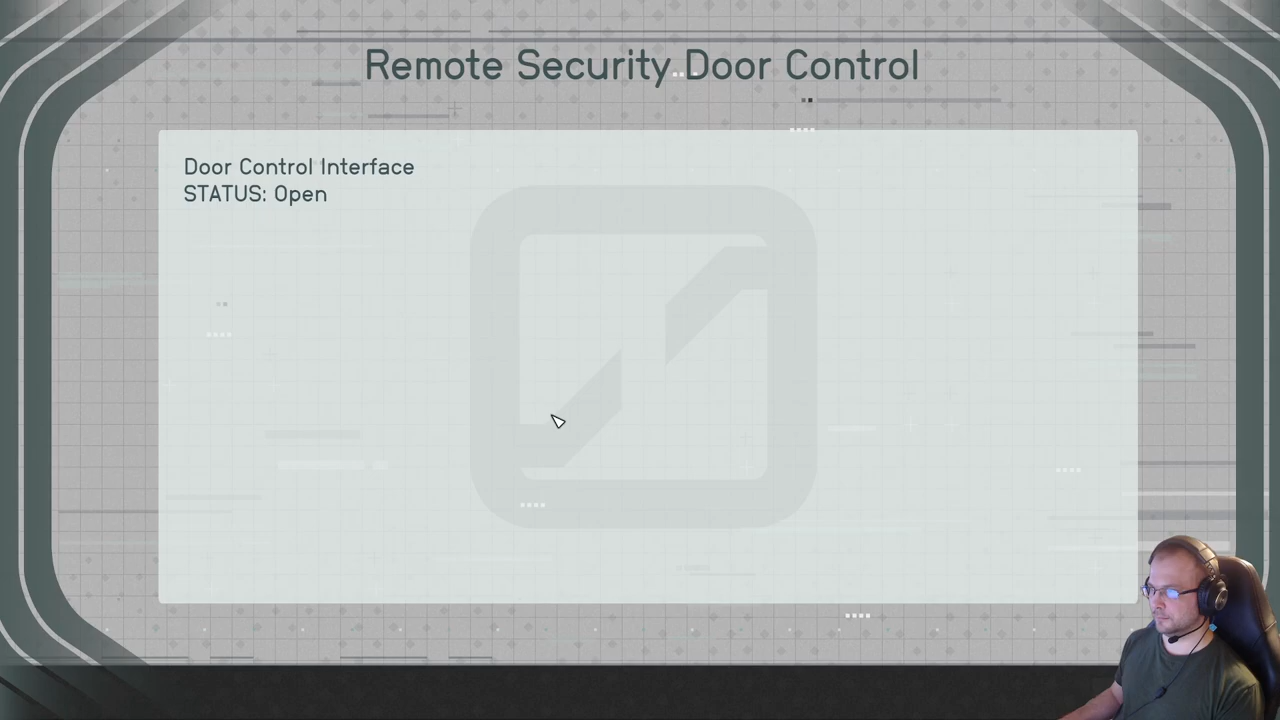 Remote Security Door Control
Door Control Interface
STATUS: Open